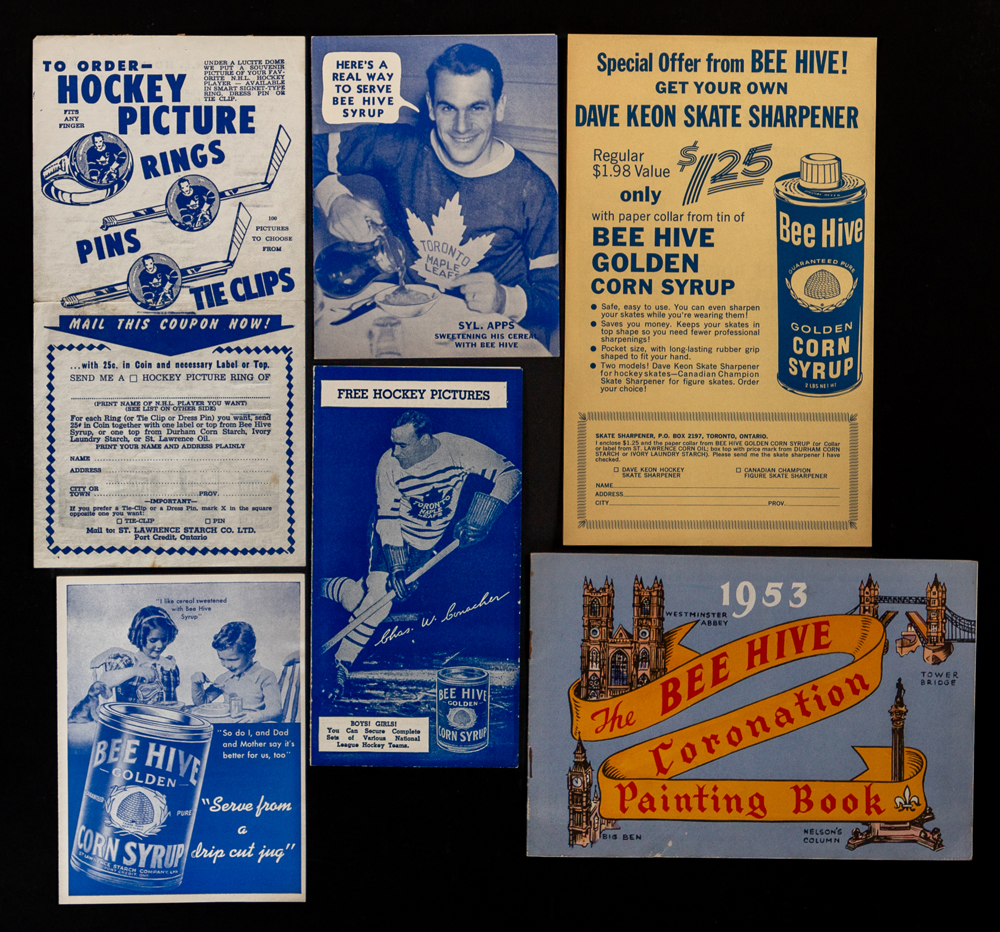 TO ORDER—
HOCKEY
PICTURE
RINGS
PINS
TIE CLIPS
UNDER A LUCITE DOME
WE PUT A SOUVENIR
PICTURE OF YOUR FAV-
ORITE N.H.L. HOCKEY
PLAYER — AVAILABLE
IN SMART SIGNET-TYPE
RING, DRESS PIN OR
TIE CLIP.
FITS
ANY
FINGER
100
PICTURES
TO CHOOSE
FROM
MAIL THIS COUPON NOW!
...with 25c. in Coin and necessary Label or Top.
SEND ME A ☐ HOCKEY PICTURE RING OF
(PRINT NAME OF N.H.L. PLAYER YOU WANT)
(SEE LIST ON OTHER SIDE)
For each Ring (or Tie Clip or Dress Pin) you want, send
25¢ in Coin together with one label or top from Bee Hive
Syrup, or one top from Durham Corn Starch, Ivory
Laundry Starch, or St. Lawrence Oil.
PRINT YOUR NAME AND ADDRESS PLAINLY
NAME
ADDRESS
CITY OR
TOWN PROV.
—IMPORTANT—
If you prefer a Tie-Clip or a Dress Pin, mark X in the square
opposite one you want:
☐ TIE-CLIP ☐ PIN
Mail to: ST. LAWRENCE STARCH CO. LTD.
Port Credit, Ontario
HERE'S A
REAL WAY
TO SERVE
BEE HIVE
SYRUP
TORONTO
MAPLE
LEAFS
SYL. APPS
SWEETENING HIS CEREAL
WITH BEE HIVE
Special Offer from BEE HIVE!
GET YOUR OWN
DAVE KEON SKATE SHARPENER
Regular
$1.98 Value
only
$1.25
with paper collar from tin of
BEE HIVE
GOLDEN
CORN SYRUP
● Safe, easy to use. You can even sharpen
your skates while you're wearing them!
● Saves you money. Keeps your skates in
top shape so you need fewer professional
sharpenings!
● Pocket size, with long-lasting rubber grip
shaped to fit your hand.
● Two models! Dave Keon Skate Sharpener
for hockey skates—Canadian Champion
Skate Sharpener for figure skates. Order
your choice!
Bee Hive
GUARANTEED PURE
GOLDEN
CORN
SYRUP
2 LBS NET WT
SKATE SHARPENER, P.O. BOX 2197, TORONTO, ONTARIO.
I enclose $1.25 and the paper collar from BEE HIVE GOLDEN CORN SYRUP (or Collar
or label from ST. LAWRENCE CORN OIL; box top with price mark from DURHAM CORN
STARCH or IVORY LAUNDRY STARCH). Please send me the skate sharpener I have
checked.
☐ DAVE KEON HOCKEY
SKATE SHARPENER
☐ CANADIAN CHAMPION
FIGURE SKATE SHARPENER
NAME
ADDRESS
CITY PROV.
FREE HOCKEY PICTURES
TORONTO
MAPLE
LEAFS
Chas. W. Conacher
BEE HIVE
GOLDEN
CORN SYRUP
BOYS! GIRLS!
You Can Secure Complete
Sets of Various National
League Hockey Teams.
"I like cereal sweetened
with Bee Hive
Syrup"
"So do I, and Dad
and Mother say it's
better for us, too"
BEE HIVE
GOLDEN
PURE
CORN SYRUP
ST. LAWRENCE STARCH COMPANY, LTD.
PORT CREDIT, ONT.
"Serve from
a
drip cut jug"
1953
WESTMINSTER
ABBEY
TOWER
BRIDGE
The BEE HIVE
Coronation
Painting Book
BIG BEN
NELSON'S
COLUMN